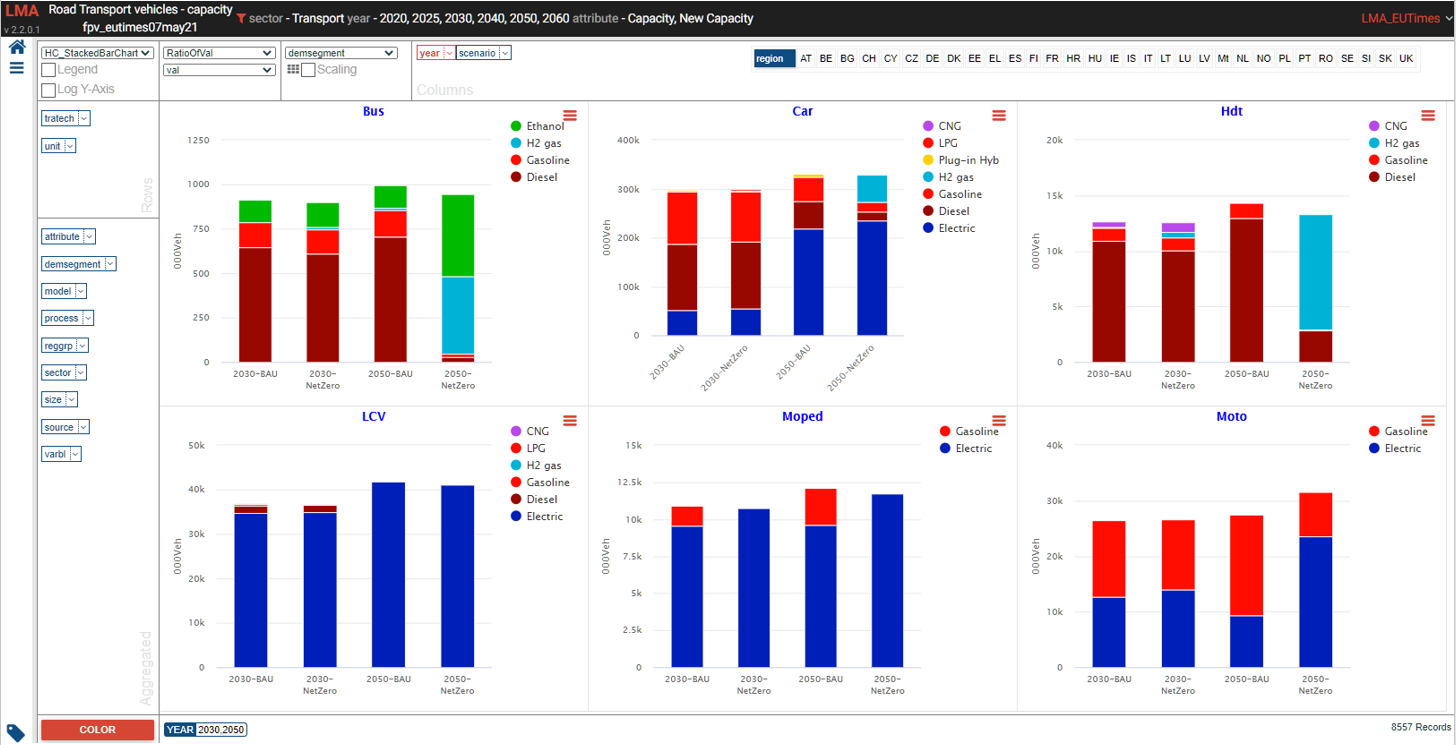 LMA
v 2.2.0.1
Road Transport vehicles - capacity
fpv_eutimes07may21
sector - Transport year - 2020, 2025, 2030, 2040, 2050, 2060 attribute - Capacity, New Capacity
LMA_EUTimes
HC_StackedBarChart
Legend
Log Y-Axis
RatioOfVal
val
demsegment
Scaling
year
scenario
Columns
region AT BE BG CH CY CZ DE DK EE EL ES FI FR HR HU IE IS IT LT LU LV Mt NL NO PL PT RO SE SI SK UK
tratech
unit
Rows
attribute
demsegment
model
process
reggrp
sector
size
source
varbl
Aggregated
Bus
Ethanol
H2 gas
Gasoline
Diesel
1250
1000
750
500
250
0
000Veh
2030-BAU
2030-
NetZero
2050-BAU
2050-
NetZero
Car
CNG
LPG
Plug-in Hyb
H2 gas
Gasoline
Diesel
Electric
400k
300k
200k
100k
0
000Veh
2030-BAU
2030-NetZero
2050-BAU
2050-NetZero
Hdt
CNG
H2 gas
Gasoline
Diesel
20k
15k
10k
5k
0
000Veh
2030-BAU
2030-
NetZero
2050-BAU
2050-
NetZero
LCV
CNG
LPG
H2 gas
Gasoline
Diesel
Electric
50k
40k
30k
20k
10k
0
000Veh
2030-BAU
2030-
NetZero
2050-BAU
2050-
NetZero
Moped
Gasoline
Electric
15k
12.5k
10k
7.5k
5k
2.5k
0
000Veh
2030-BAU
2030-
NetZero
2050-BAU
2050-
NetZero
Moto
Gasoline
Electric
40k
30k
20k
10k
0
000Veh
2030-BAU
2030-
NetZero
2050-BAU
2050-
NetZero
COLOR
YEAR 2030,2050
8557 Records